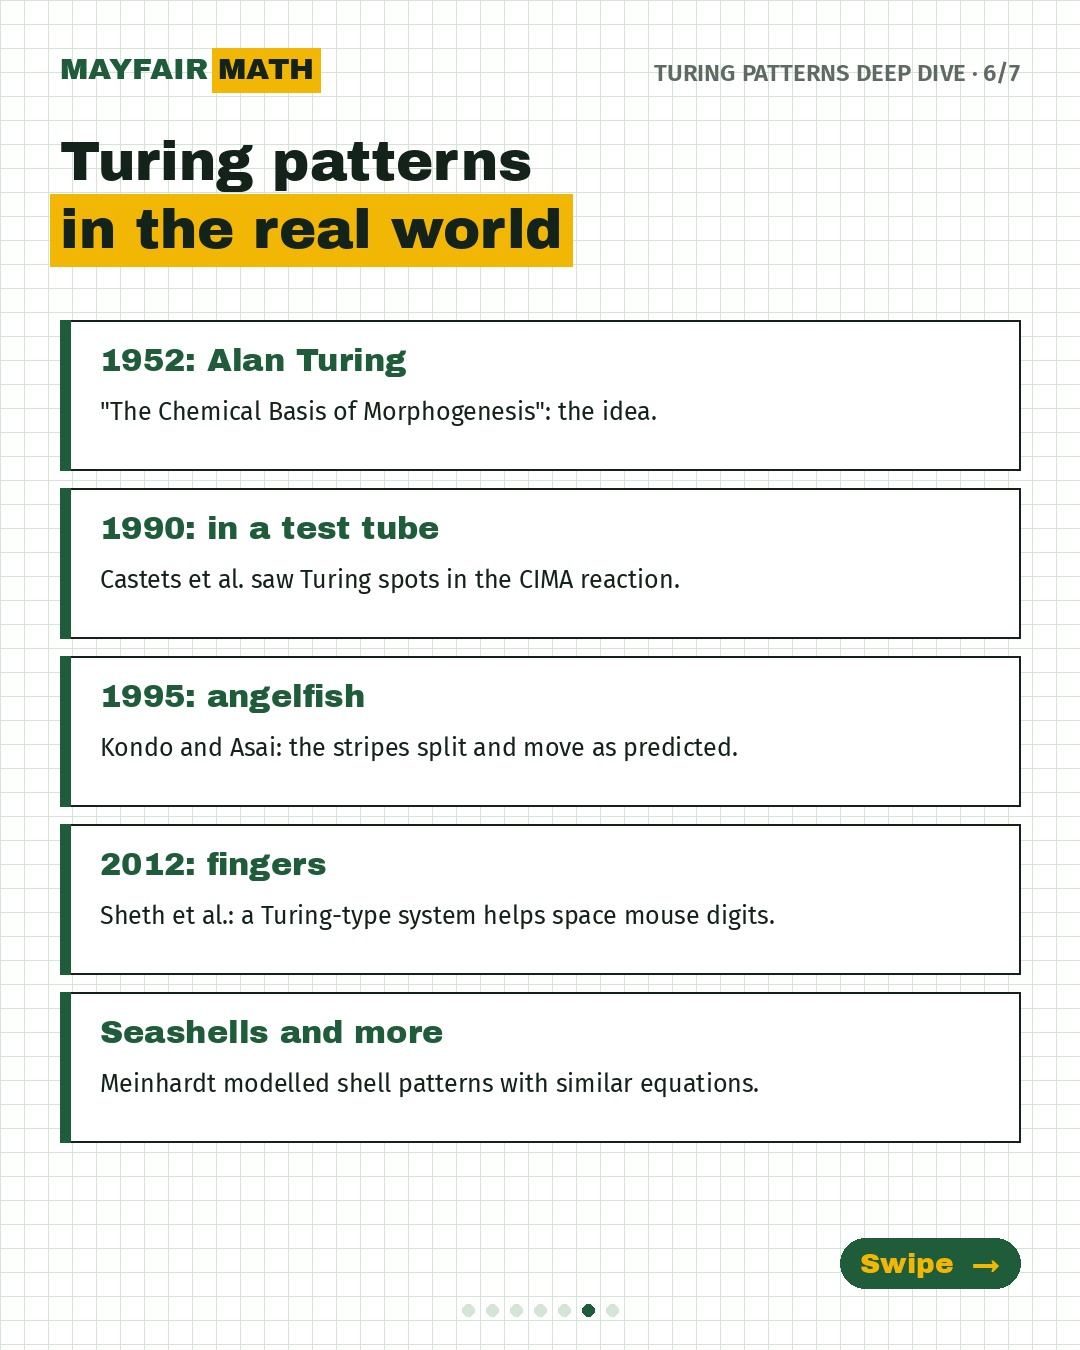 MAYFAIR MATH
TURING PATTERNS DEEP DIVE · 6/7
Turing patterns
in the real world
1952: Alan Turing
"The Chemical Basis of Morphogenesis": the idea.
1990: in a test tube
Castets et al. saw Turing spots in the CIMA reaction.
1995: angelfish
Kondo and Asai: the stripes split and move as predicted.
2012: fingers
Sheth et al.: a Turing-type system helps space mouse digits.
Seashells and more
Meinhardt modelled shell patterns with similar equations.
Swipe →